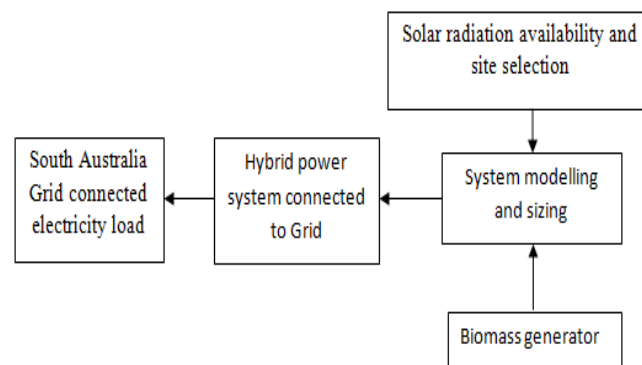 Solar radiation availability and
site selection
South Australia
Grid connected
electricity load
Hybrid power
system connected
to Grid
System modelling
and sizing
Biomass generator